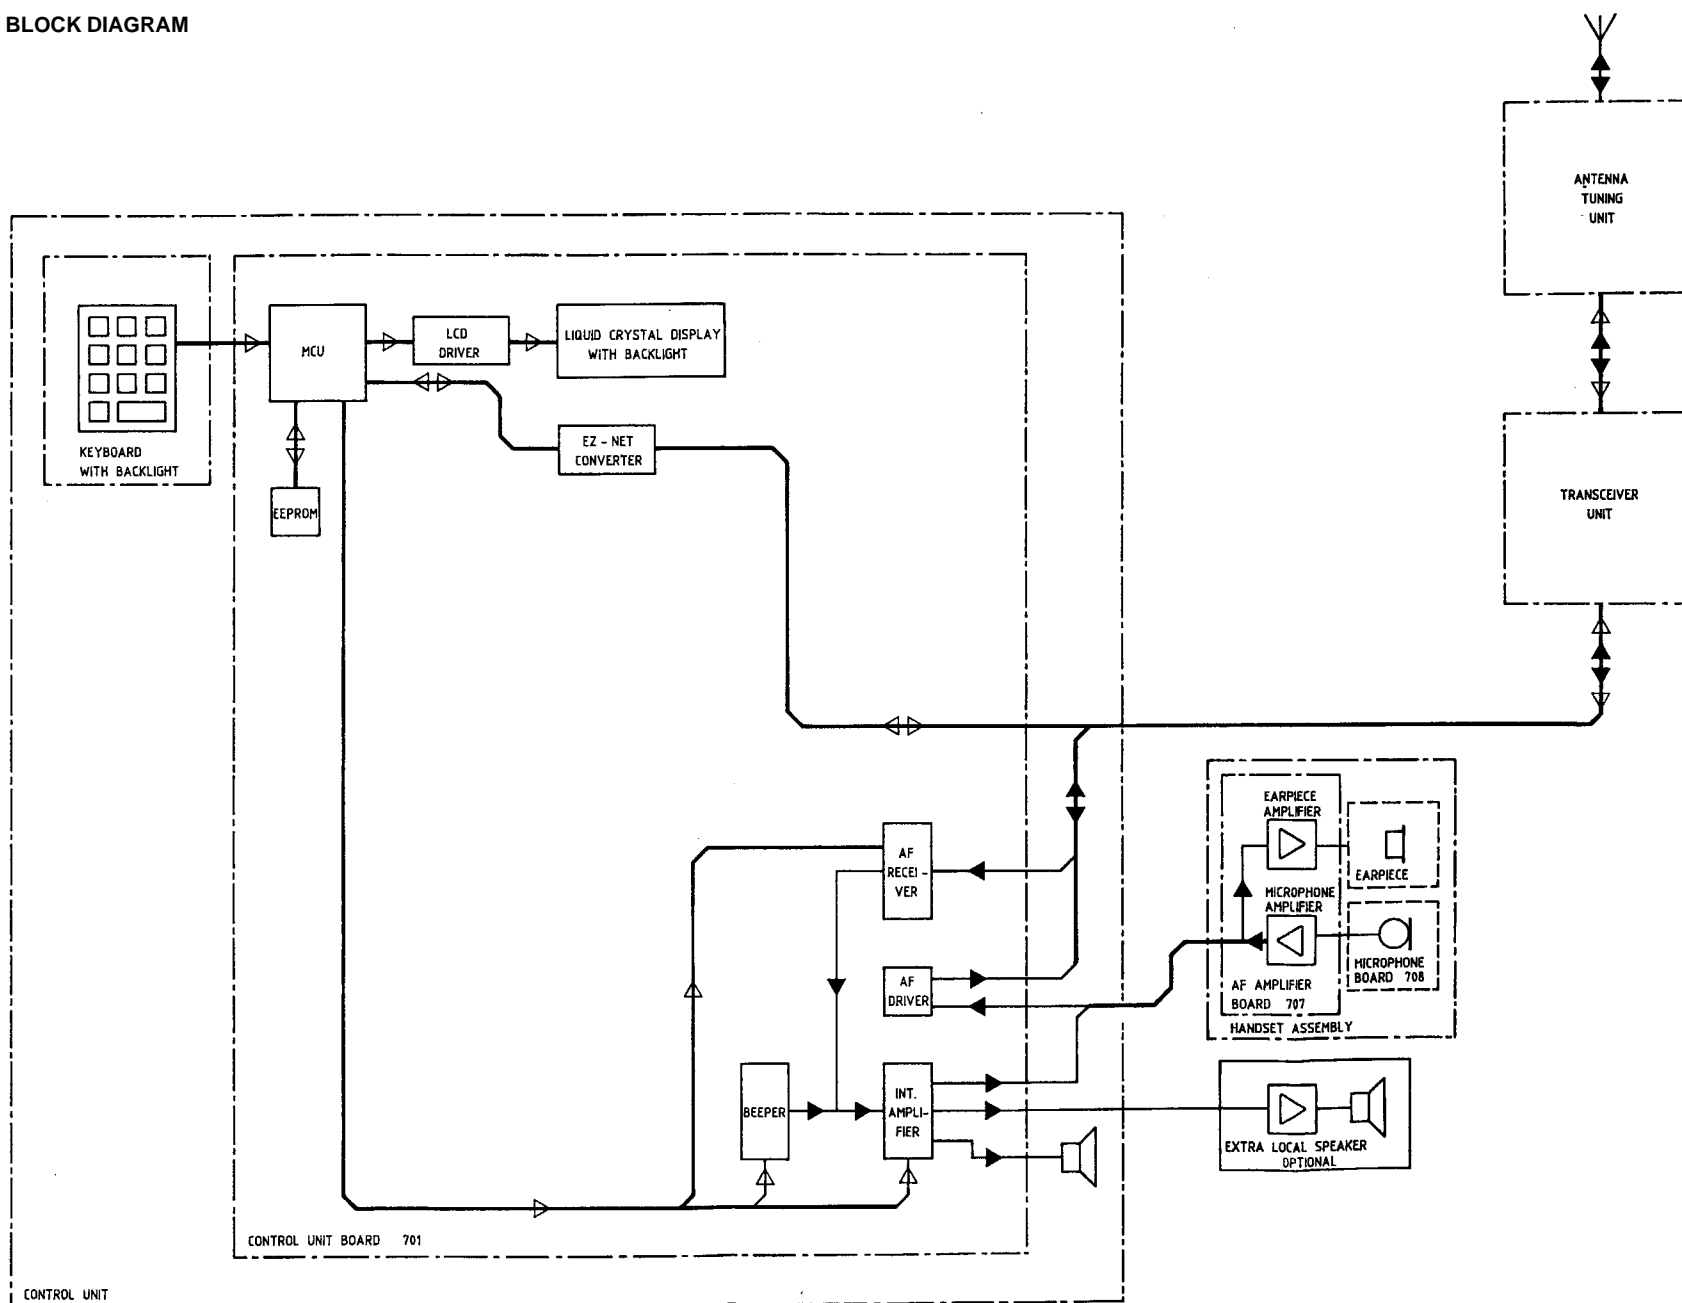 BLOCK DIAGRAM
ANTENNA
TUNING
UNIT
MCU
LCD
DRIVER
LIQUID CRYSTAL DISPLAY
WITH BACKLIGHT
KEYBOARD
WITH BACKLIGHT
EZ - NET
CONVERTER
EEPROM
TRANSCEIVER
UNIT
AF
RECEI -
VER
EARPIECE
AMPLIFIER
EARPIECE
MICROPHONE
AMPLIFIER
MICROPHONE
BOARD 708
AF AMPLIFIER
BOARD 707
HANDSET ASSEMBLY
AF
DRIVER
BEEPER
INT.
AMPLI-
FIER
EXTRA LOCAL SPEAKER
OPTIONAL
CONTROL UNIT BOARD 701
CONTROL UNIT